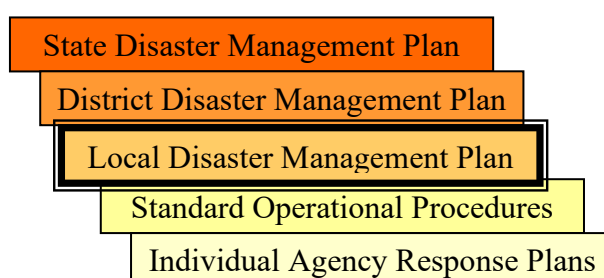 State Disaster Management Plan
District Disaster Management Plan
Local Disaster Management Plan
Standard Operational Procedures
Individual Agency Response Plans